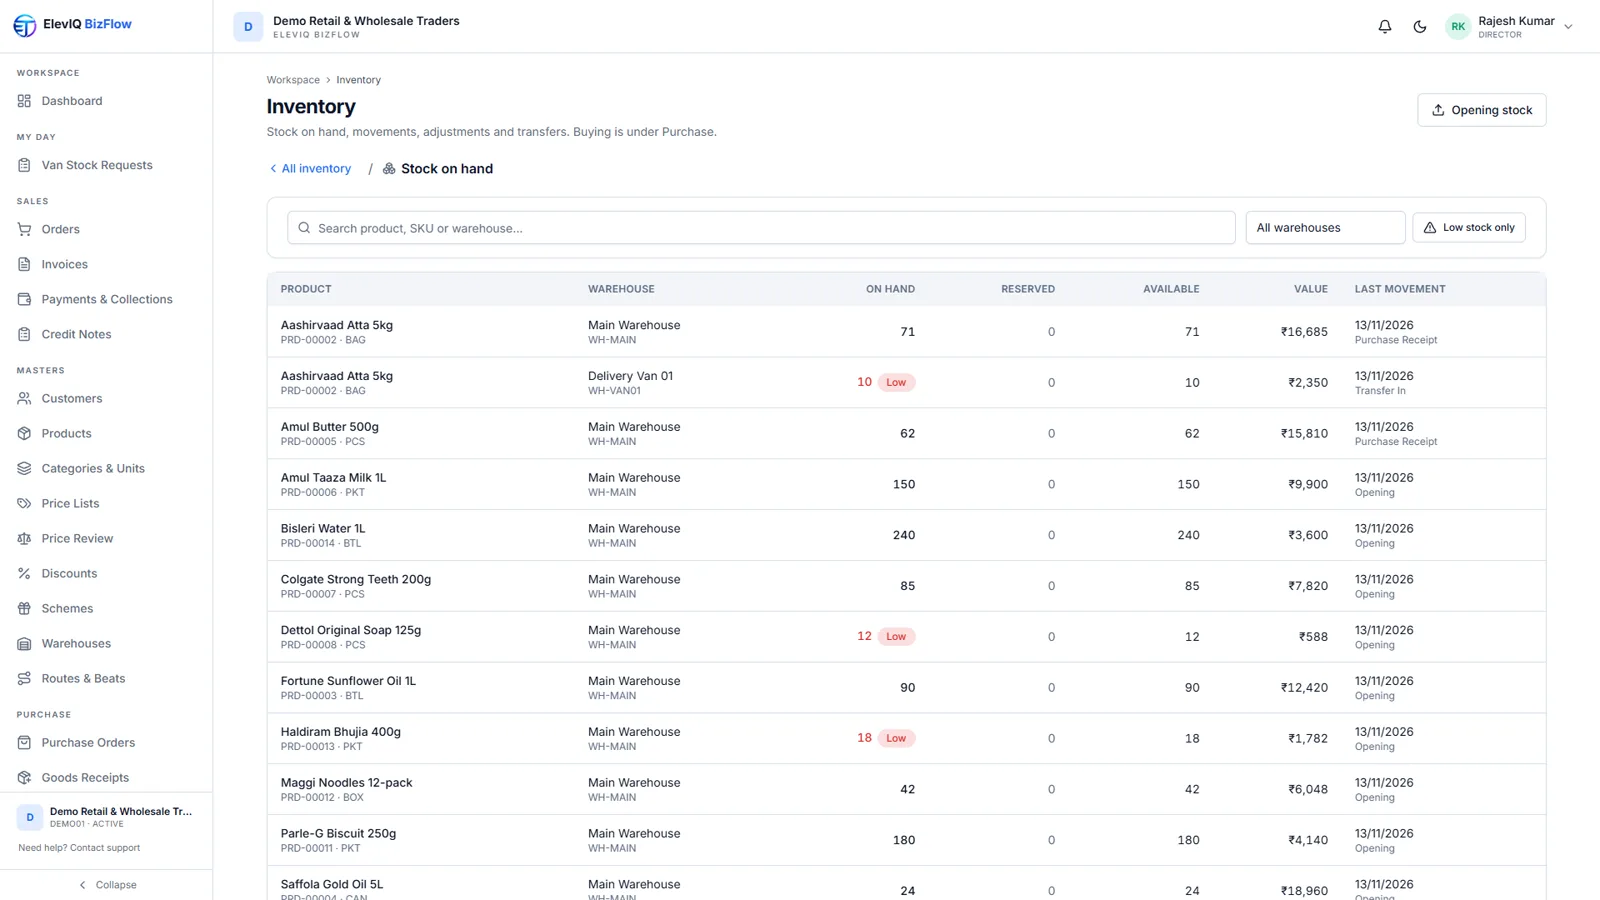 ElevIQ BizFlow
WORKSPACE
Dashboard
MY DAY
Van Stock Requests
SALES
Orders
Invoices
Payments & Collections
Credit Notes
MASTERS
Customers
Products
Categories & Units
Price Lists
Price Review
Discounts
Schemes
Warehouses
Routes & Beats
PURCHASE
Purchase Orders
Goods Receipts
D
Demo Retail & Wholesale Tr...
DEMO01 · ACTIVE
Need help? Contact support
Collapse
D
Demo Retail & Wholesale Traders
ELEVIQ BIZFLOW
RK
Rajesh Kumar
DIRECTOR
Workspace > Inventory
Inventory
Stock on hand, movements, adjustments and transfers. Buying is under Purchase.
Opening stock
All inventory / Stock on hand
Search product, SKU or warehouse...
All warehouses
Low stock only
PRODUCT WAREHOUSE ON HAND RESERVED AVAILABLE VALUE LAST MOVEMENT
Aashirvaad Atta 5kg Main Warehouse 71 0 71 ₹16,685 13/11/2026
PRD-00002 · BAG WH-MAIN Purchase Receipt
Aashirvaad Atta 5kg Delivery Van 01 10 Low 0 10 ₹2,350 13/11/2026
PRD-00002 · BAG WH-VAN01 Transfer In
Amul Butter 500g Main Warehouse 62 0 62 ₹15,810 13/11/2026
PRD-00005 · PCS WH-MAIN Purchase Receipt
Amul Taaza Milk 1L Main Warehouse 150 0 150 ₹9,900 13/11/2026
PRD-00006 · PKT WH-MAIN Opening
Bisleri Water 1L Main Warehouse 240 0 240 ₹3,600 13/11/2026
PRD-00014 · BTL WH-MAIN Opening
Colgate Strong Teeth 200g Main Warehouse 85 0 85 ₹7,820 13/11/2026
PRD-00007 · PCS WH-MAIN Opening
Dettol Original Soap 125g Main Warehouse 12 Low 0 12 ₹588 13/11/2026
PRD-00008 · PCS WH-MAIN Opening
Fortune Sunflower Oil 1L Main Warehouse 90 0 90 ₹12,420 13/11/2026
PRD-00003 · BTL WH-MAIN Opening
Haldiram Bhujia 400g Main Warehouse 18 Low 0 18 ₹1,782 13/11/2026
PRD-00013 · PKT WH-MAIN Opening
Maggi Noodles 12-pack Main Warehouse 42 0 42 ₹6,048 13/11/2026
PRD-00012 · BOX WH-MAIN Opening
Parle-G Biscuit 250g Main Warehouse 180 0 180 ₹4,140 13/11/2026
PRD-00011 · PKT WH-MAIN Opening
Saffola Gold Oil 5L Main Warehouse 24 0 24 ₹18,960 13/11/2026
PRD-00004 · CAN WH-MAIN Opening